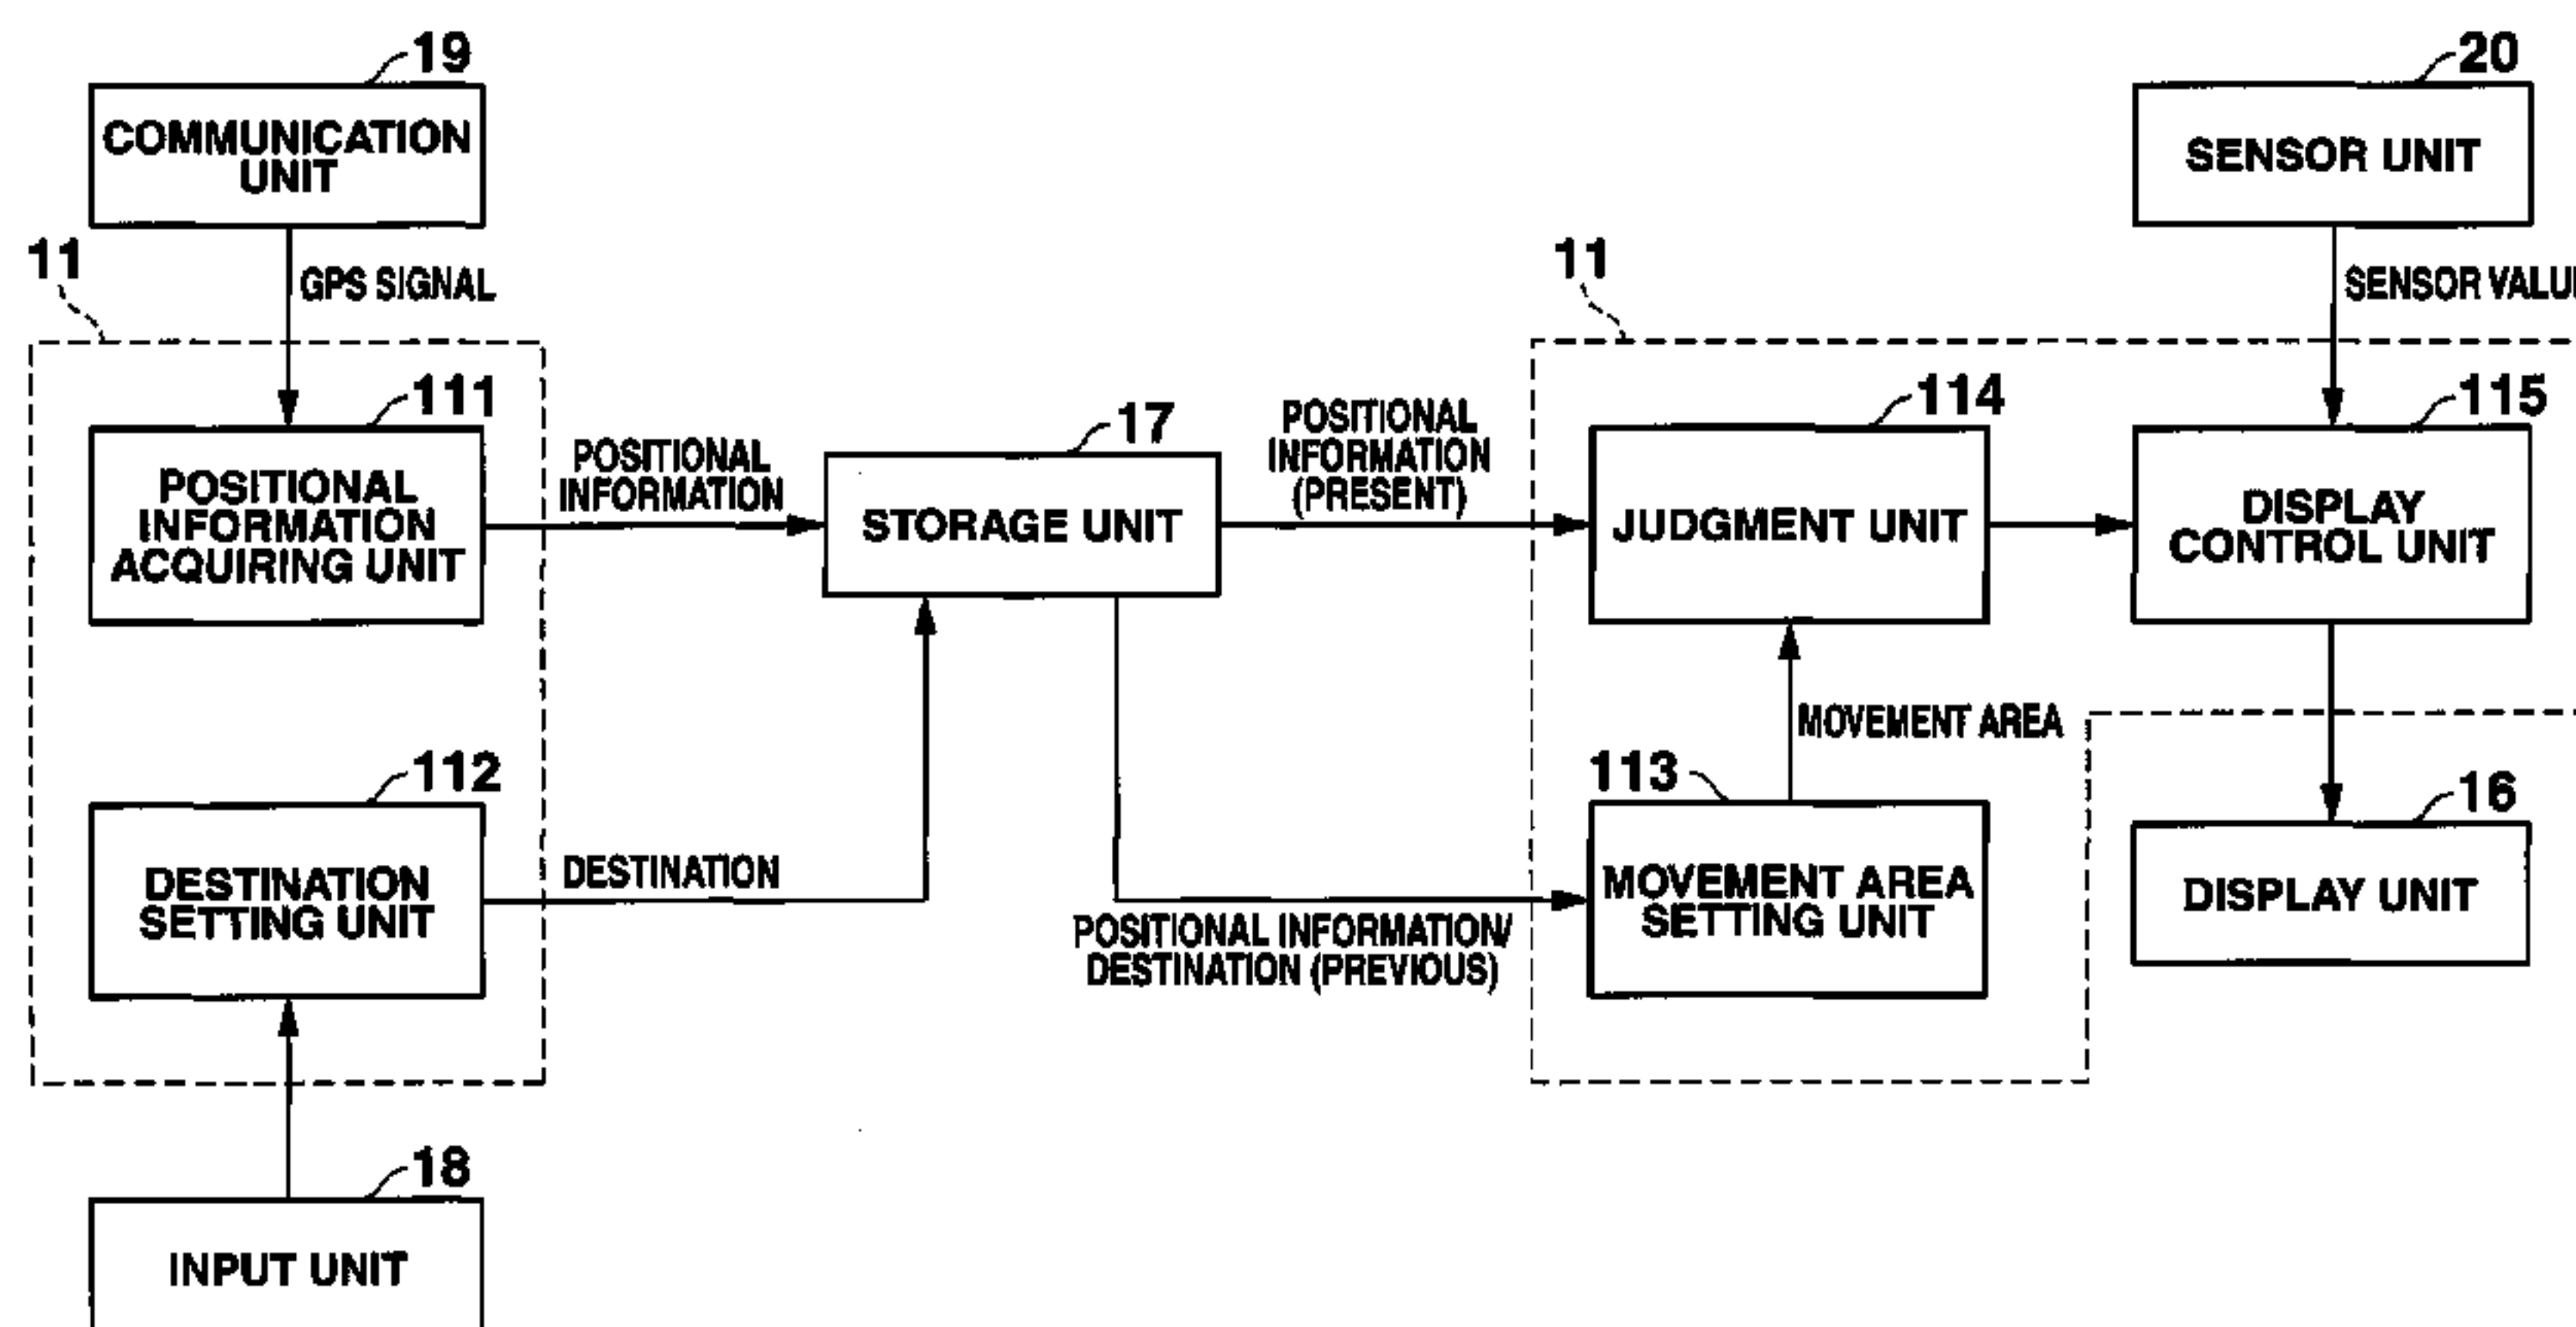 19
COMMUNICATION
UNIT
GPS SIGNAL
11
111
POSITIONAL
INFORMATION
ACQUIRING UNIT
POSITIONAL
INFORMATION
112
DESTINATION
SETTING UNIT
DESTINATION
18
INPUT UNIT
17
STORAGE UNIT
POSITIONAL
INFORMATION
(PRESENT)
POSITIONAL INFORMATION/
DESTINATION (PREVIOUS)
11
114
JUDGMENT UNIT
MOVEMENT AREA
113
MOVEMENT AREA
SETTING UNIT
20
SENSOR UNIT
SENSOR
115
DISPLAY
CONTROL UNIT
16
DISPLAY UNIT